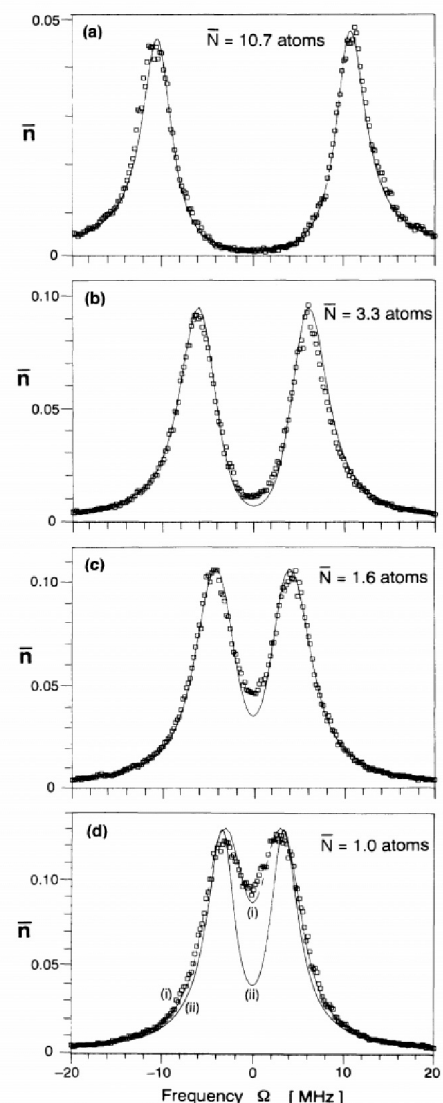 0.05
(a)
N̄ = 10.7 atoms
n̄
0
0.10
(b)
N̄ = 3.3 atoms
n̄
0.05
0
(c)
0.10
N̄ = 1.6 atoms
n̄
0.05
0
(d)
N̄ = 1.0 atoms
0.10
(i)
n̄
0.05
(i)
(ii)
(ii)
0
-20 -10 0 10 20
Frequency Ω [MHz]